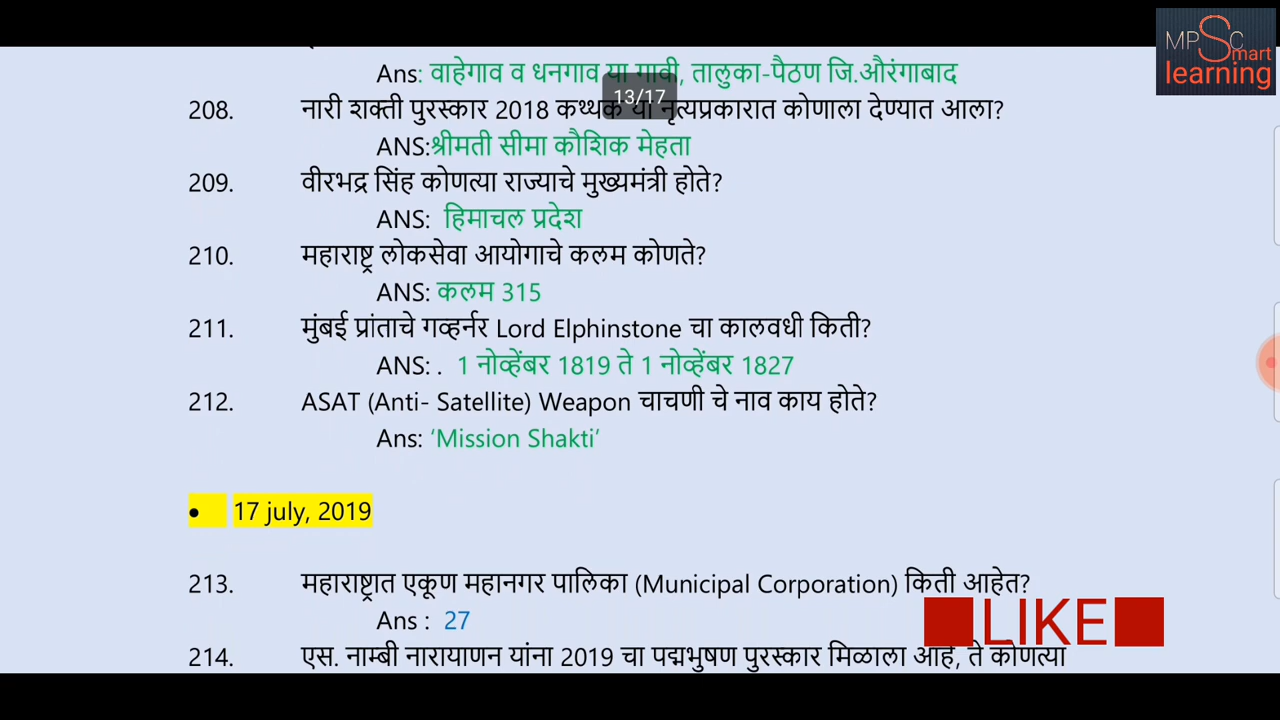 MPSC
Smart
learning
Ans: वाहेगाव व धनगाव या गावी, तालुका-पैठण जि.औरंगाबाद
13/17
208. नारी शक्ती पुरस्कार 2018 कथ्थक या नृत्यप्रकारात कोणाला देण्यात आला?
ANS:श्रीमती सीमा कौशिक मेहता
209. वीरभद्र सिंह कोणत्या राज्याचे मुख्यमंत्री होते?
ANS: हिमाचल प्रदेश
210. महाराष्ट्र लोकसेवा आयोगाचे कलम कोणते?
ANS: कलम 315
211. मुंबई प्रांताचे गव्हर्नर Lord Elphinstone चा कालवधी किती?
ANS: . 1 नोव्हेंबर 1819 ते 1 नोव्हेंबर 1827
212. ASAT (Anti- Satellite) Weapon चाचणी चे नाव काय होते?
Ans: ‘Mission Shakti’
• 17 july, 2019
213. महाराष्ट्रात एकूण महानगर पालिका (Municipal Corporation) किती आहेत?
Ans : 27
LIKE
214. एस. नाम्बी नारायाणन यांना 2019 चा पद्मभुषण पुरस्कार मिळाला आहे, ते कोणत्या